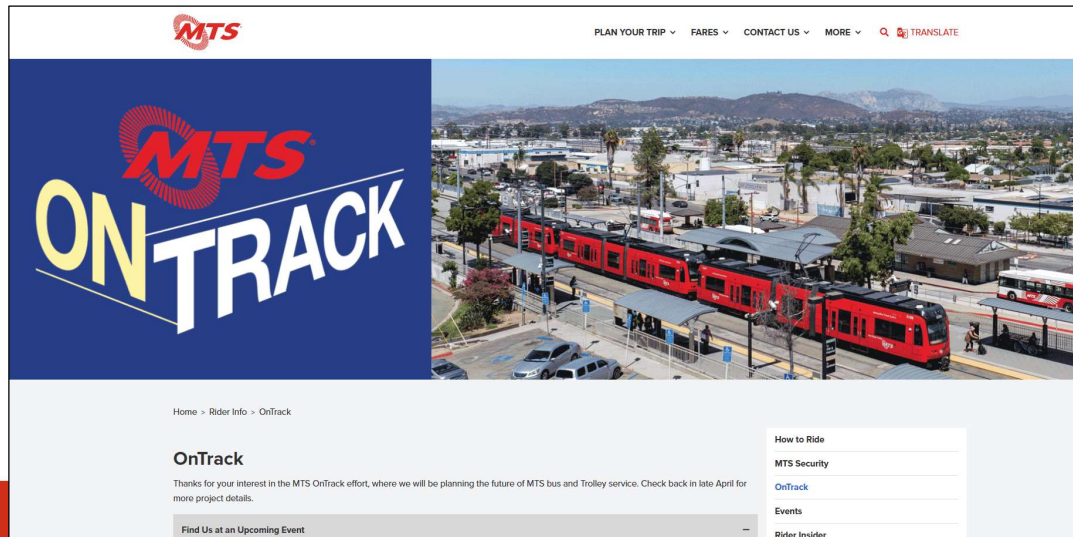 MTS
PLAN YOUR TRIP FARES CONTACT US MORE TRANSLATE
MTS
ON TRACK
Home > Rider Info > OnTrack
OnTrack
Thanks for your interest in the MTS OnTrack effort, where we will be planning the future of MTS bus and Trolley service. Check back in late April for
more project details.
Find Us at an Upcoming Event −
How to Ride
MTS Security
OnTrack
Events
Rider Insider